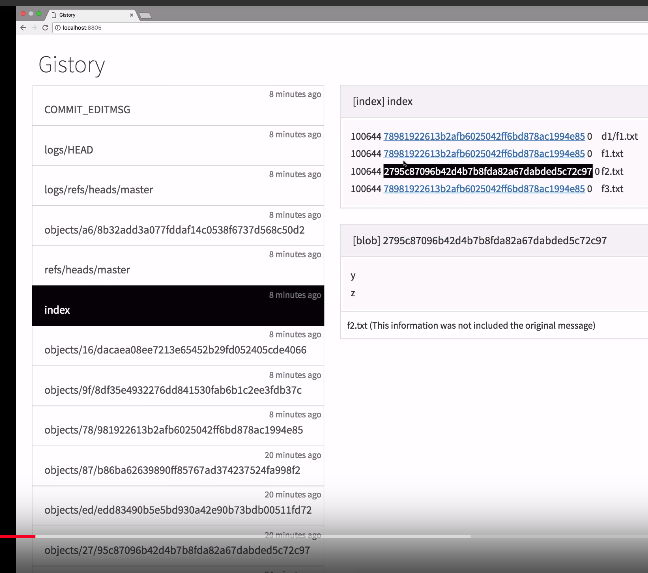 Gistory
localhost:8805
Gistory
8 minutes ago
COMMIT_EDITMSG
8 minutes ago
logs/HEAD
8 minutes ago
logs/refs/heads/master
8 minutes ago
objects/a6/8b32add3a077fddaf14c0538f6737d568c50d2
8 minutes ago
refs/heads/master
8 minutes ago
index
8 minutes ago
objects/16/dacaea08ee7213e65452b29fd052405cde4066
8 minutes ago
objects/9f/8df35e4932276dd841530fab6b1c2ee3fdb37c
8 minutes ago
objects/78/981922613b2afb6025042ff6bd878ac1994e85
20 minutes ago
objects/87/b86ba62639890ff85767ad374237524fa998f2
20 minutes ago
objects/ed/edd83490b5e5bd930a42e90b73bdb00511fd72
20 minutes ago
objects/27/95c87096b42d4b7b8fda82a67dabded5c72c97
[index] index
100644 78981922613b2afb6025042ff6bd878ac1994e85 0 d1/f1.txt
100644 78981922613b2afb6025042ff6bd878ac1994e85 0 f1.txt
100644 2795c87096b42d4b7b8fda82a67dabded5c72c97 0 f2.txt
100644 78981922613b2afb6025042ff6bd878ac1994e85 0 f3.txt
[blob] 2795c87096b42d4b7b8fda82a67dabded5c72c97
y
z
f2.txt (This information was not included the original message)